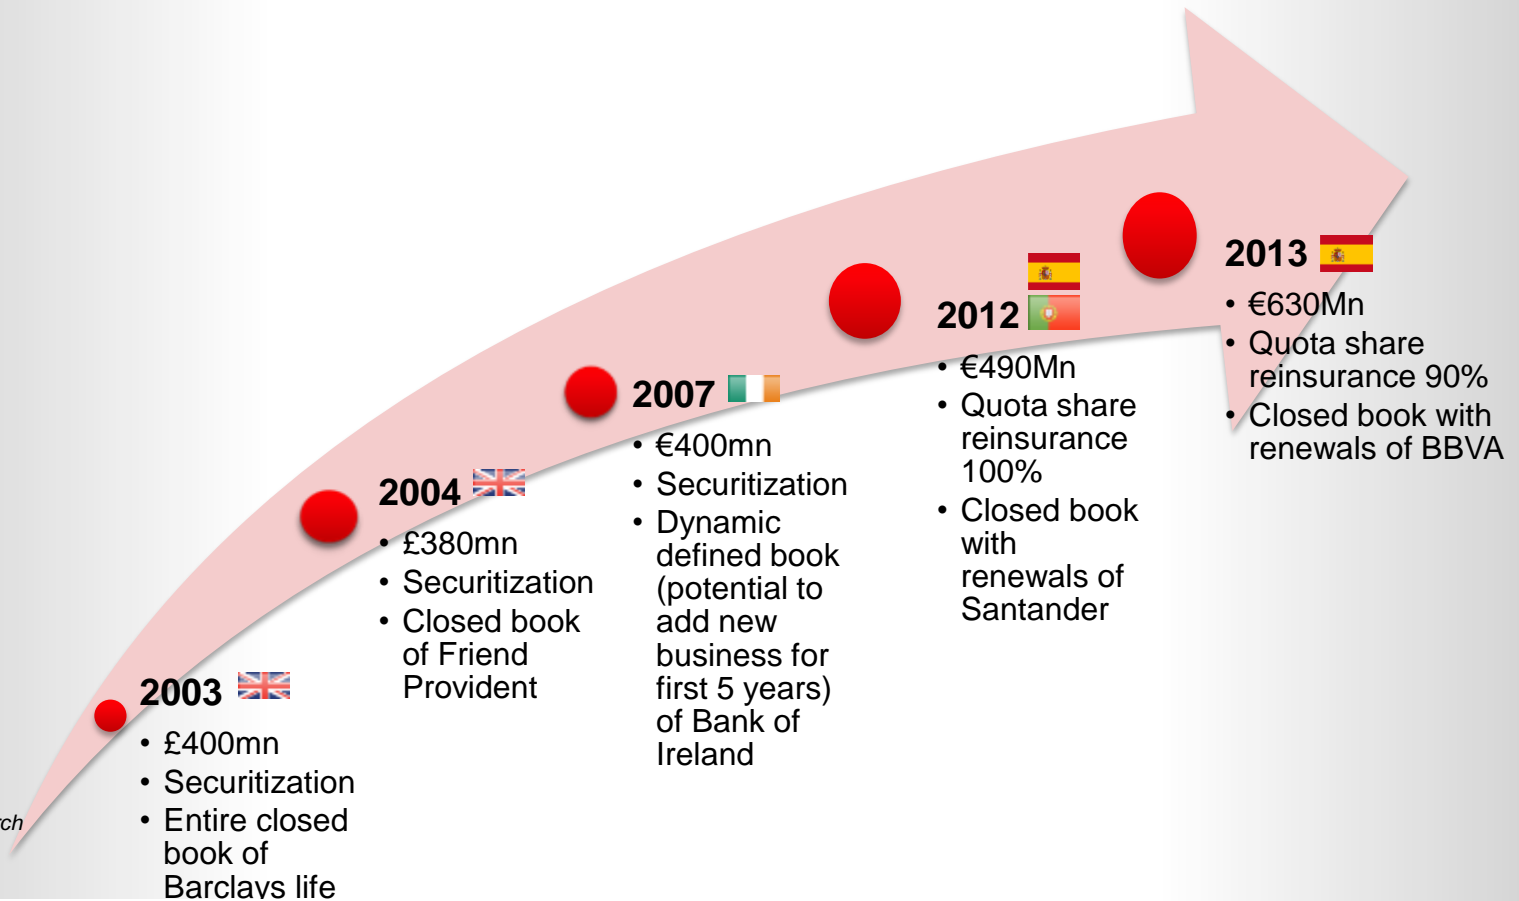 2003
• £400mn
• Securitization
• Entire closed
book of
Barclays life
2004
• £380mn
• Securitization
• Closed book
of Friend
Provident
2007
• €400mn
• Securitization
• Dynamic
defined book
(potential to
add new
business for
first 5 years)
of Bank of
Ireland
2012
• €490Mn
• Quota share
reinsurance
100%
• Closed book
with
renewals of
Santander
2013
• €630Mn
• Quota share
reinsurance 90%
• Closed book with
renewals of BBVA